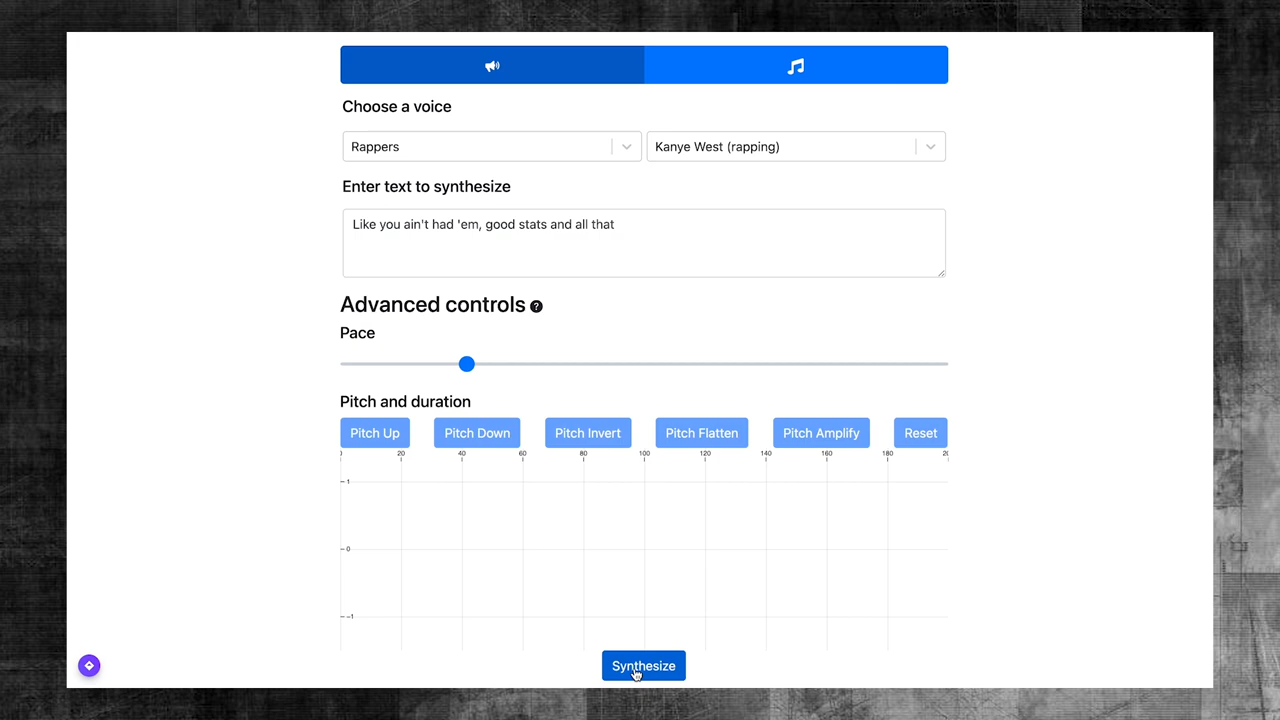 Choose a voice
Rappers
Kanye West (rapping)
Enter text to synthesize
Like you ain't had 'em, good stats and all that
Advanced controls ?
Pace
Pitch and duration
Pitch Up
Pitch Down
Pitch Invert
Pitch Flatten
Pitch Amplify
Reset
20 40 60 80 100 120 140 160 180
1
0
-1
Synthesize